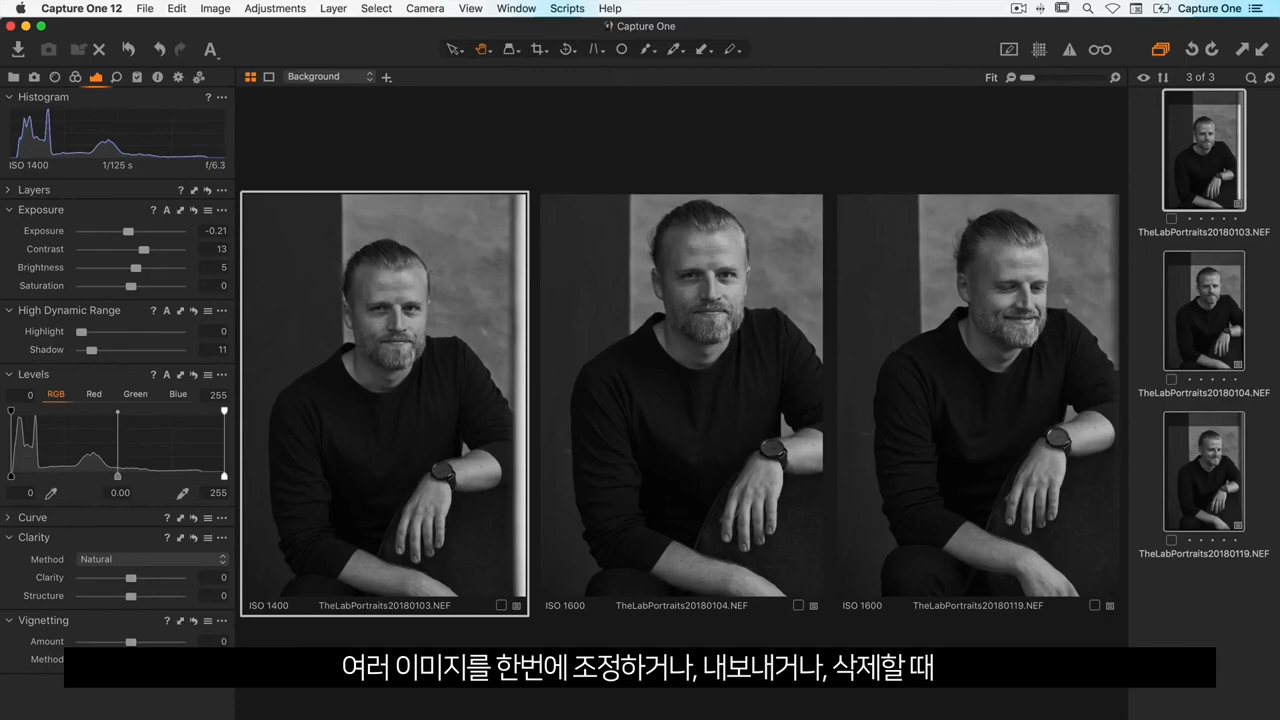 Capture One 12 File Edit Image Adjustments Layer Select Camera View Window Scripts Help Capture One
Capture One
Background Fit 3 of 3
Histogram ?
ISO 1400 1/125 s f/6.3
Layers ?
Exposure ? A
Exposure -0.21
Contrast 13
Brightness 5
Saturation 0
High Dynamic Range ? A
Highlight 0
Shadow 11
Levels ? A
0 RGB Red Green Blue 255
0 0.00 255
Curve ?
Clarity ?
Method Natural
Clarity 0
Structure 0
Vignetting ?
Amount 0
Method
ISO 1400 TheLabPortraits20180103.NEF
ISO 1600 TheLabPortraits20180104.NEF
ISO 1600 TheLabPortraits20180119.NEF
TheLabPortraits20180103.NEF
TheLabPortraits20180104.NEF
TheLabPortraits20180119.NEF
여러 이미지를 한번에 조정하거나, 내보내거나, 삭제할 때